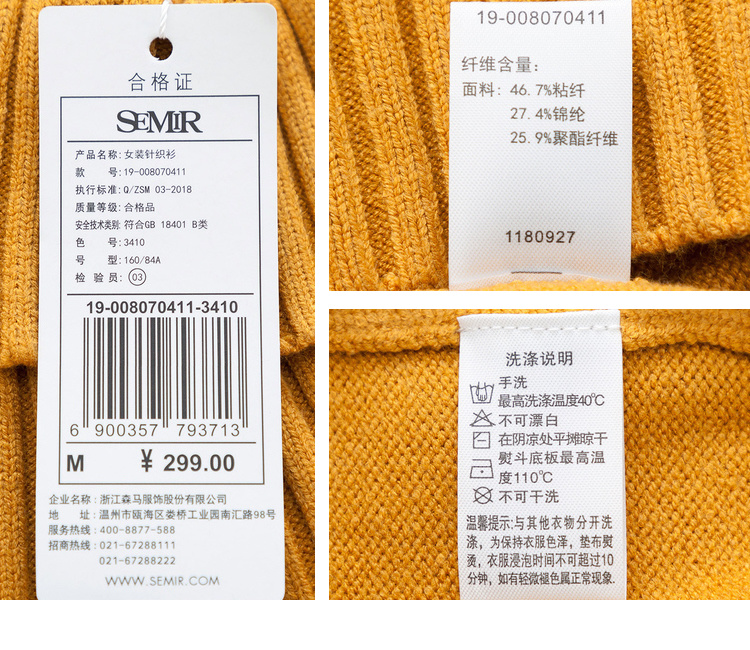 合格证
SEMIR
产品名称:女装针织衫
款 号:19-008070411
执行标准:Q/ZSM 03-2018
质量等级:合格品
安全技术类别:符合GB 18401 B类
色 号:3410
号 型:160/84A
检 验 员:03
19-008070411-3410
6 900357 793713
M ¥ 299.00
企业名称:浙江森马服饰股份有限公司
地 址:温州市瓯海区娄桥工业园南汇路98号
服务热线:400-8877-588
招商热线:021-67288111
021-67288222
WWW.SEMIR.COM
19-008070411
纤维含量:
面料: 46.7%粘纤
27.4%锦纶
25.9%聚酯纤维
1180927
洗涤说明
手洗
最高洗涤温度40℃
不可漂白
在阴凉处平摊晾干
熨斗底板最高温
度110℃
不可干洗
温馨提示:与其他衣物分开洗
涤,为保持衣服色泽,垫布熨
烫,衣服浸泡时间不可超过10
分钟,如有轻微褪色属正常现象.